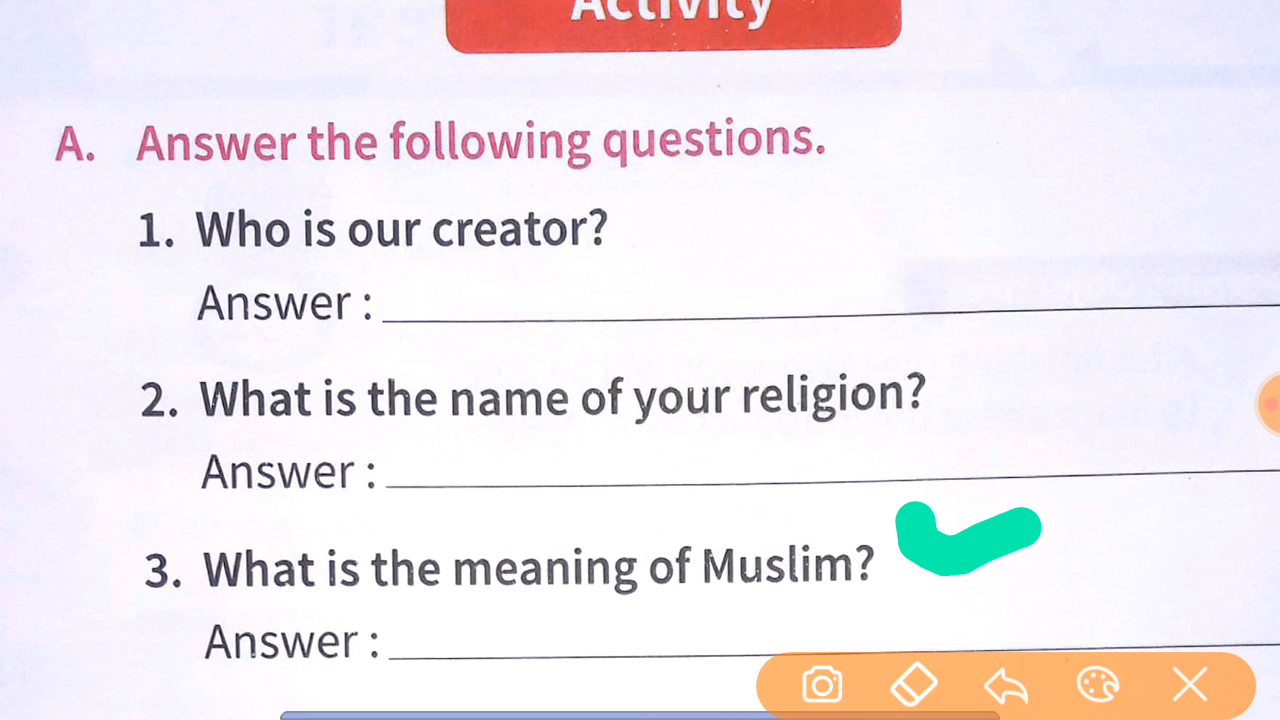 Activity
A. Answer the following questions.
1. Who is our creator?
Answer :
2. What is the name of your religion?
Answer :
3. What is the meaning of Muslim?
Answer :